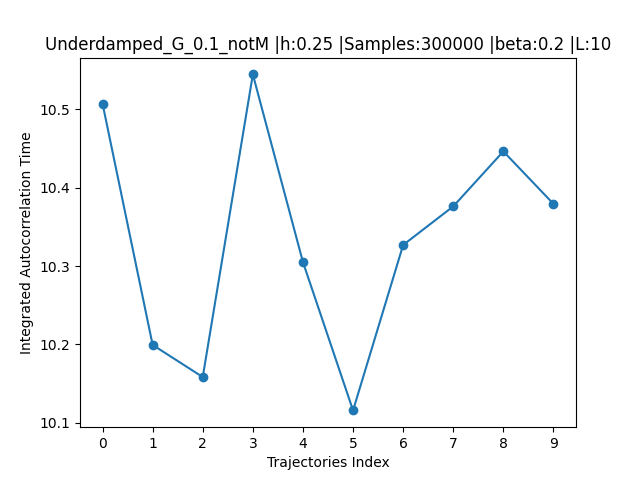 Underdamped_G_0.1_notM |h:0.25 |Samples:300000 |beta:0.2 |L:10
Integrated Autocorrelation Time
10.5
10.4
10.3
10.2
10.1
0 1 2 3 4 5 6 7 8 9
Trajectories Index